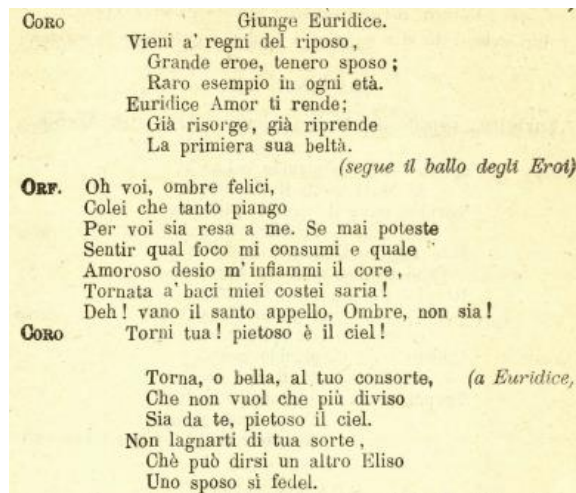 CORO Giunge Euridice.
Vieni a' regni del riposo,
Grande eroe, tenero sposo;
Raro esempio in ogni età.
Euridice Amor ti rende;
Già risorge, già riprende
La primiera sua beltà.
(segue il ballo degli Eroi)
ORF. Oh voi, ombre felici,
Colei che tanto piango
Per voi sia resa a me. Se mai poteste
Sentir qual foco mi consumi e quale
Amoroso desio m'infiammi il core,
Tornata a' baci miei costei saria!
Deh! vano il santo appello, Ombre, non sia!
CORO Torni tua! pietoso è il ciel!
Torna, o bella, al tuo consorte, (a Euridice,
Che non vuol che più diviso
Sia da te, pietoso il ciel.
Non lagnarti di tua sorte,
Chè può dirsi un altro Eliso
Uno sposo sì fedel.